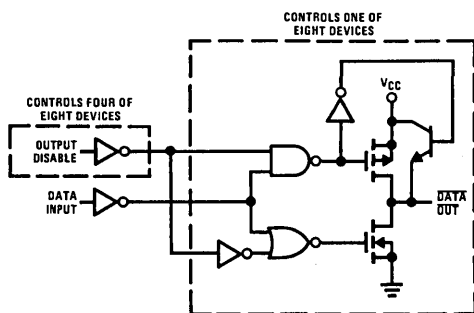 CONTROLS ONE OF
EIGHT DEVICES
CONTROLS FOUR OF
EIGHT DEVICES
VCC
OUTPUT
DISABLE
DATA
INPUT
DATA
OUT